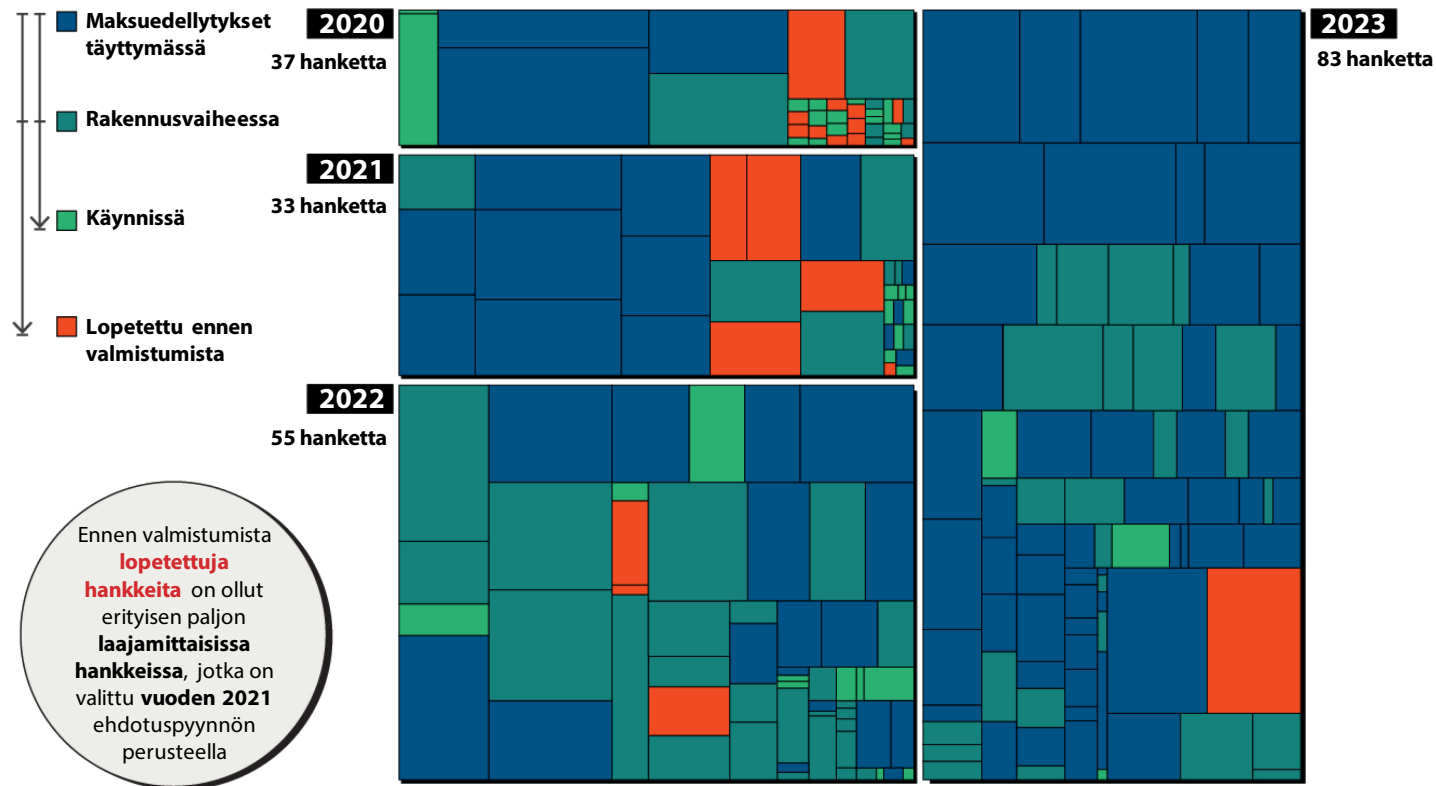 Maksuedellytykset
täyttymässä
Rakennusvaiheessa
Käynnissä
Lopetettu ennen
valmistumista
2020
37 hanketta
2021
33 hanketta
2022
55 hanketta
2023
83 hanketta
Ennen valmistumista
lopetettuja
hankkeita on ollut
erityisen paljon
laajamittaisissa
hankkeissa, jotka on
valittu vuoden 2021
ehdotuspyynnön
perusteella